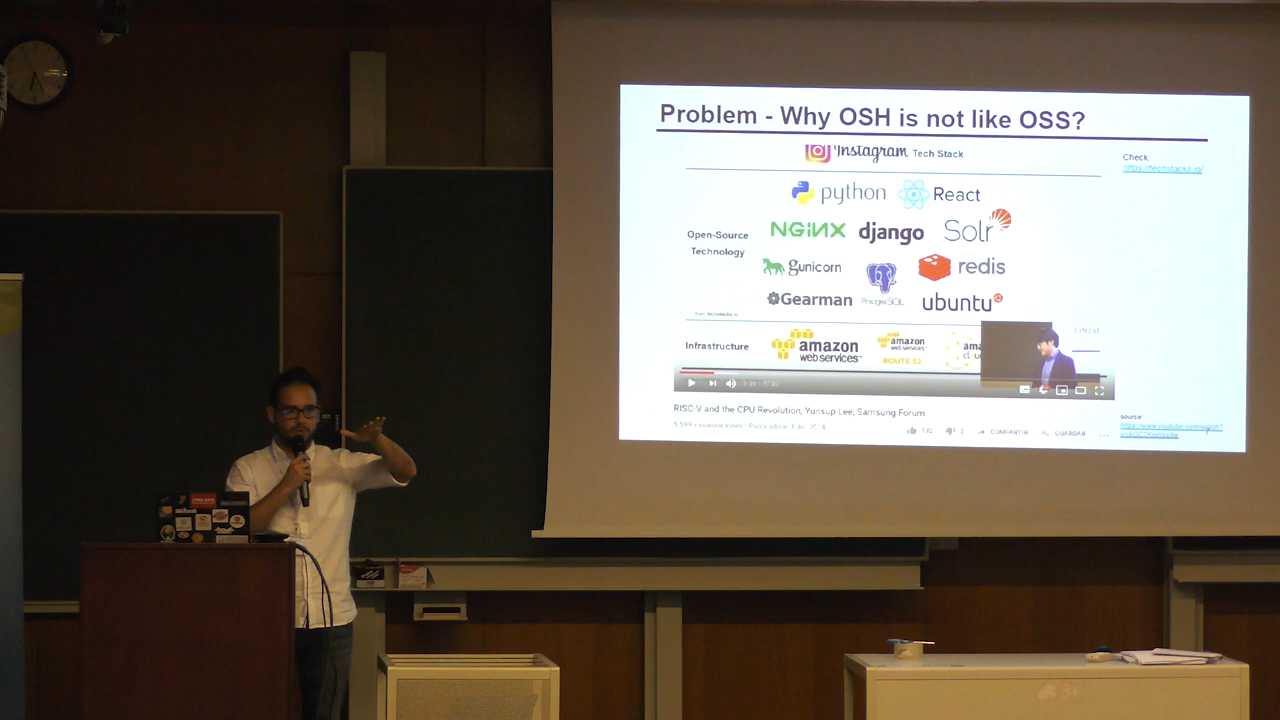 Problem - Why OSH is not like OSS?
Instagram Tech Stack
Check
https://techstacks.io/
python React
Open-Source
Technology
NGINX django Solr
gunicorn PostgreSQL redis
Gearman ubuntu
Infrastructure
amazon
web services™
amazon
web services™
ROUTE 53
RISC-V and the CPU Revolution, Yunsup Lee, Samsung Forum
COMPARTIR
GUARDAR
source: